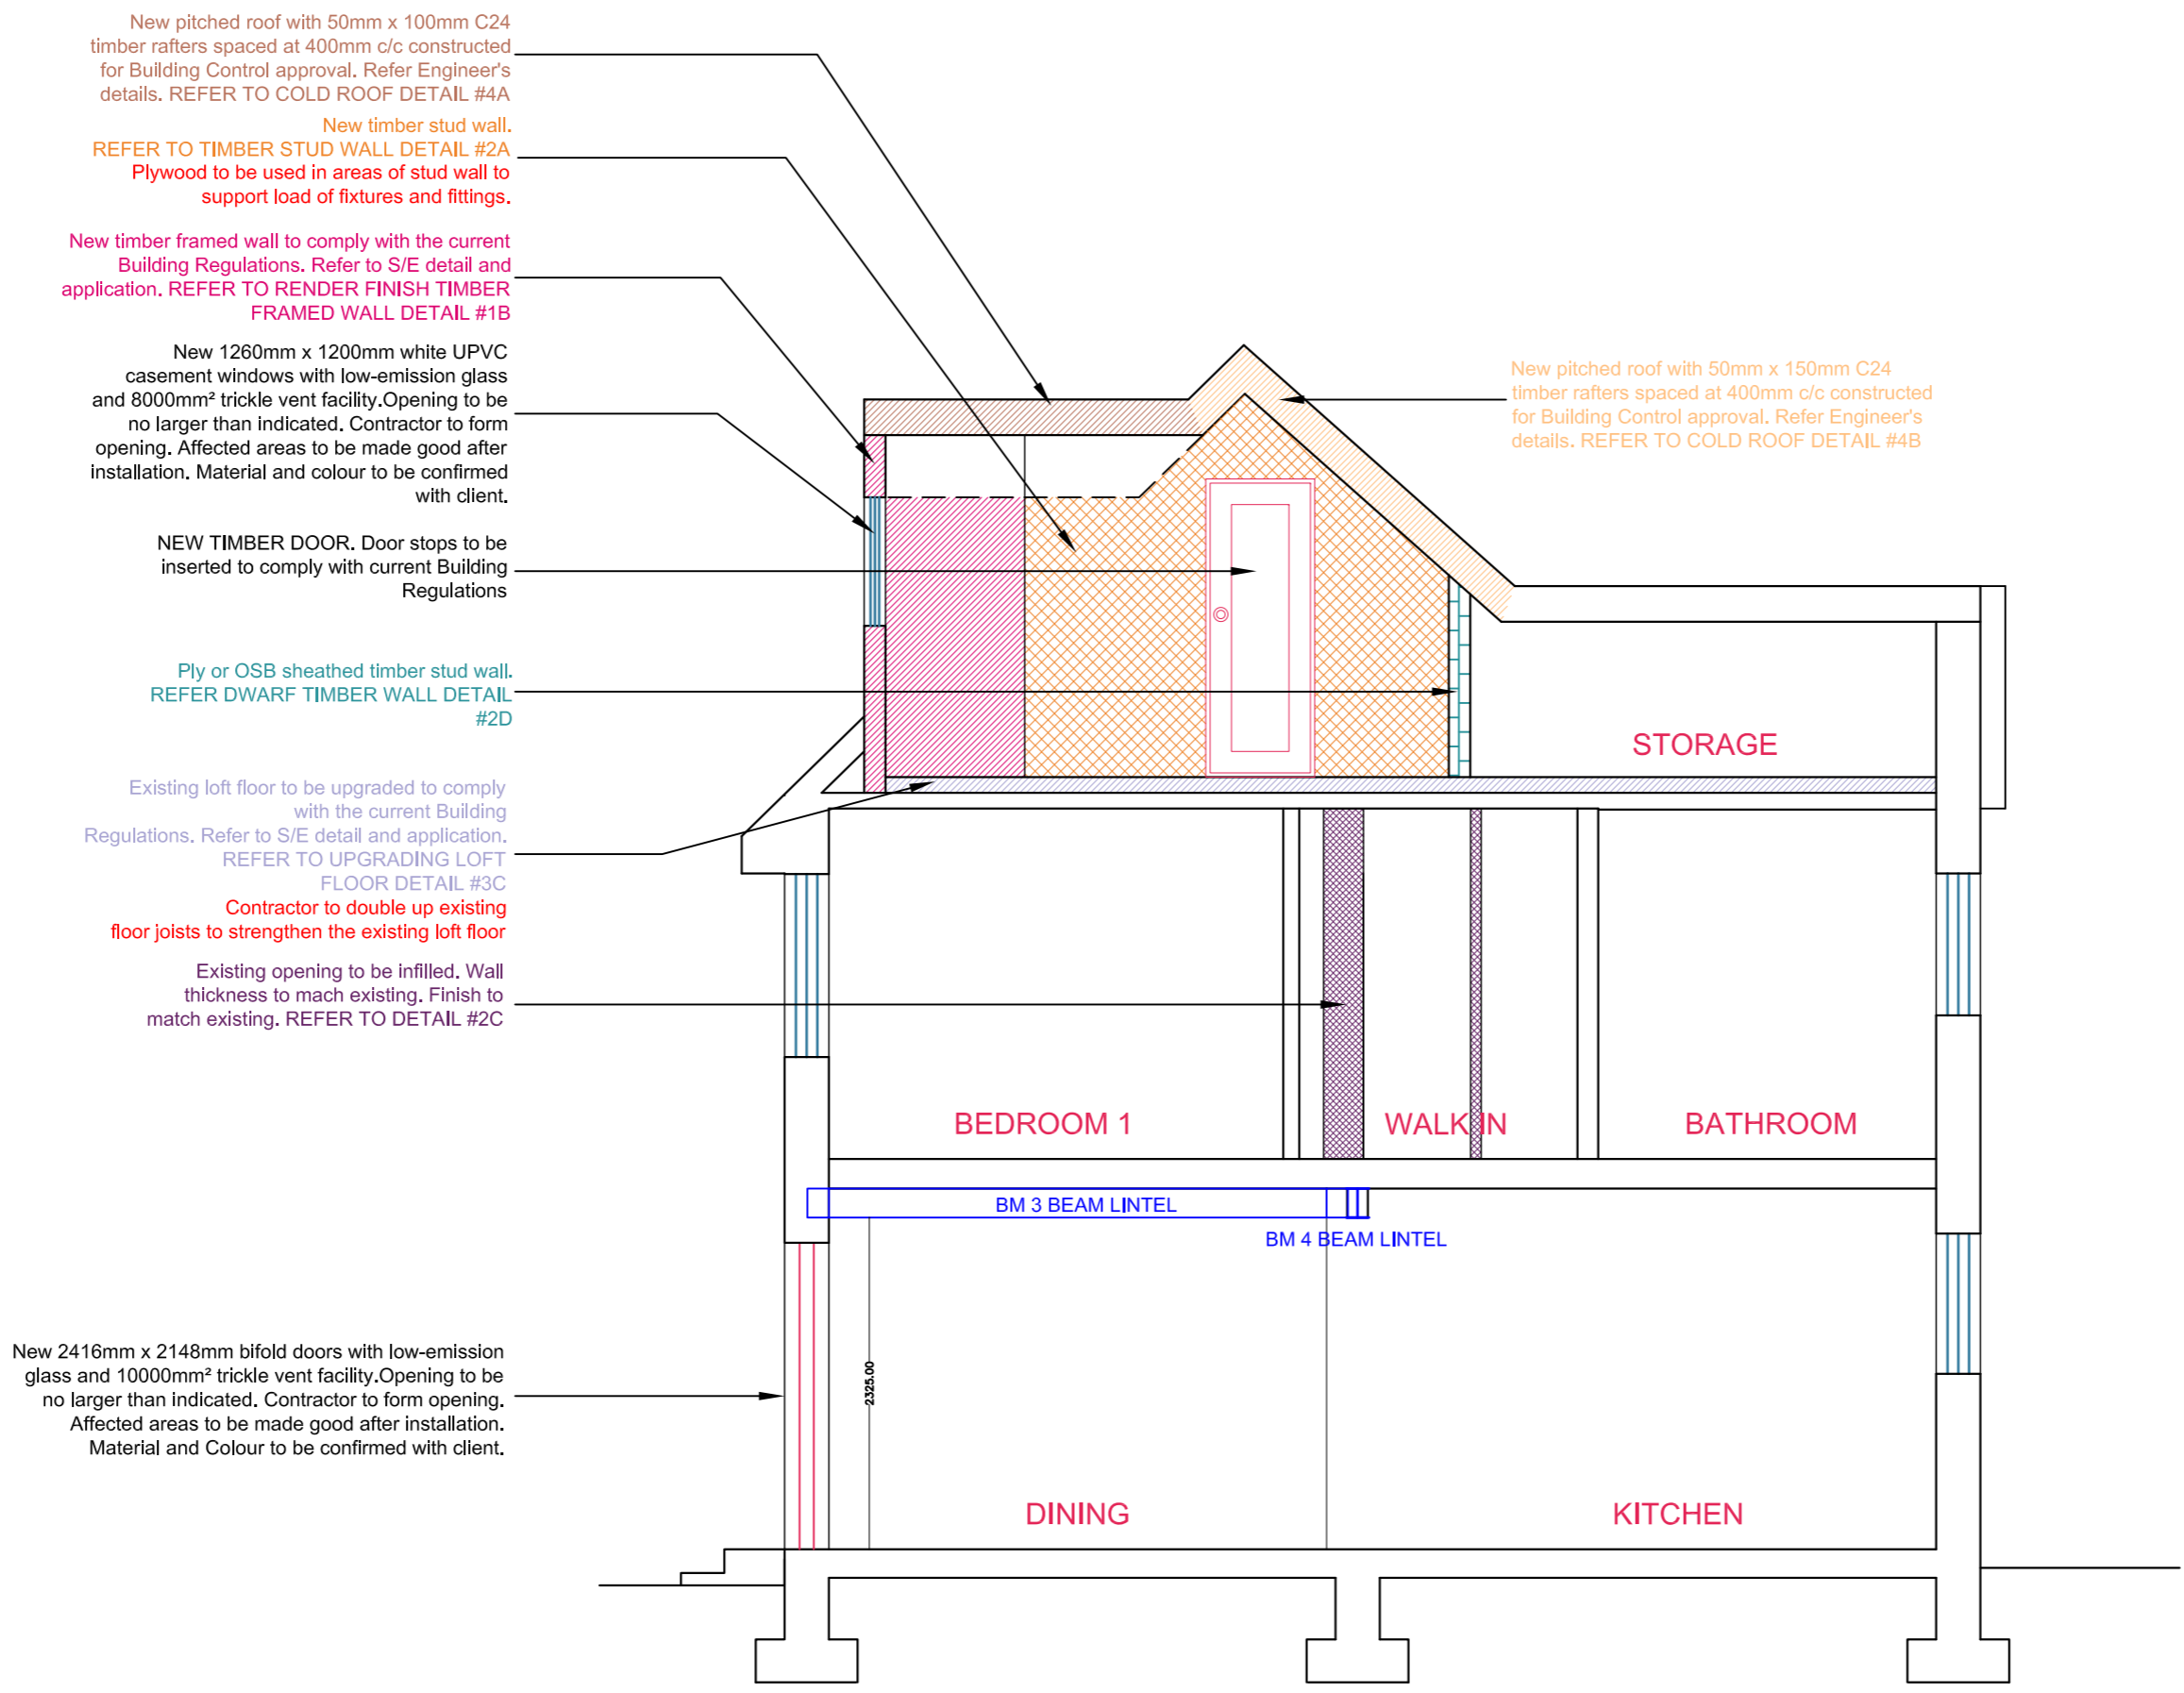 New pitched roof with 50mm x 100mm C24
timber rafters spaced at 400mm c/c constructed
for Building Control approval. Refer Engineer's
details. REFER TO COLD ROOF DETAIL #4A
New timber stud wall.
REFER TO TIMBER STUD WALL DETAIL #2A
Plywood to be used in areas of stud wall to
support load of fixtures and fittings.
New timber framed wall to comply with the current
Building Regulations. Refer to S/E detail and
application. REFER TO RENDER FINISH TIMBER
FRAMED WALL DETAIL #1B
New 1260mm x 1200mm white UPVC
casement windows with low-emission glass
and 8000mm² trickle vent facility.Opening to be
no larger than indicated. Contractor to form
opening. Affected areas to be made good after
installation. Material and colour to be confirmed
with client.
New pitched roof with 50mm x 150mm C24
timber rafters spaced at 400mm c/c constructed
for Building Control approval. Refer Engineer's
details. REFER TO COLD ROOF DETAIL #4B
NEW TIMBER DOOR. Door stops to be
inserted to comply with current Building
Regulations
Ply or OSB sheathed timber stud wall.
REFER DWARF TIMBER WALL DETAIL
#2D
STORAGE
Existing loft floor to be upgraded to comply
with the current Building
Regulations. Refer to S/E detail and application.
REFER TO UPGRADING LOFT
FLOOR DETAIL #3C
Contractor to double up existing
floor joists to strengthen the existing loft floor
Existing opening to be infilled. Wall
thickness to mach existing. Finish to
match existing. REFER TO DETAIL #2C
BEDROOM 1
WALK IN
BATHROOM
BM 3 BEAM LINTEL
BM 4 BEAM LINTEL
2325.00
New 2416mm x 2148mm bifold doors with low-emission
glass and 10000mm² trickle vent facility.Opening to be
no larger than indicated. Contractor to form opening.
Affected areas to be made good after installation.
Material and Colour to be confirmed with client.
DINING
KITCHEN